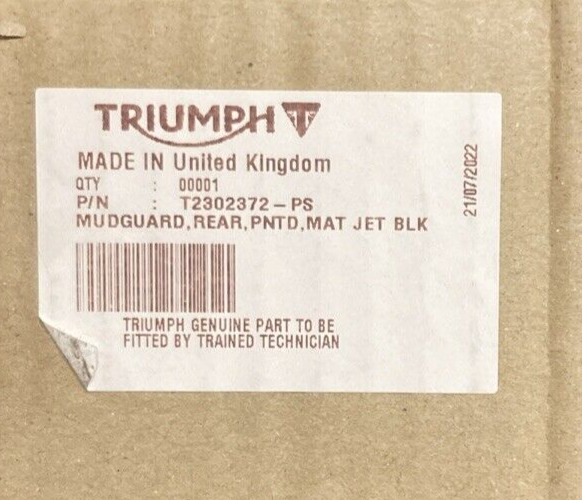 TRIUMPH
MADE IN United Kingdom
QTY : 00001
P/N : T2302372-PS
MUDGUARD,REAR,PNTD,MAT JET BLK
TRIUMPH GENUINE PART TO BE
FITTED BY TRAINED TECHNICIAN
21/07/2022